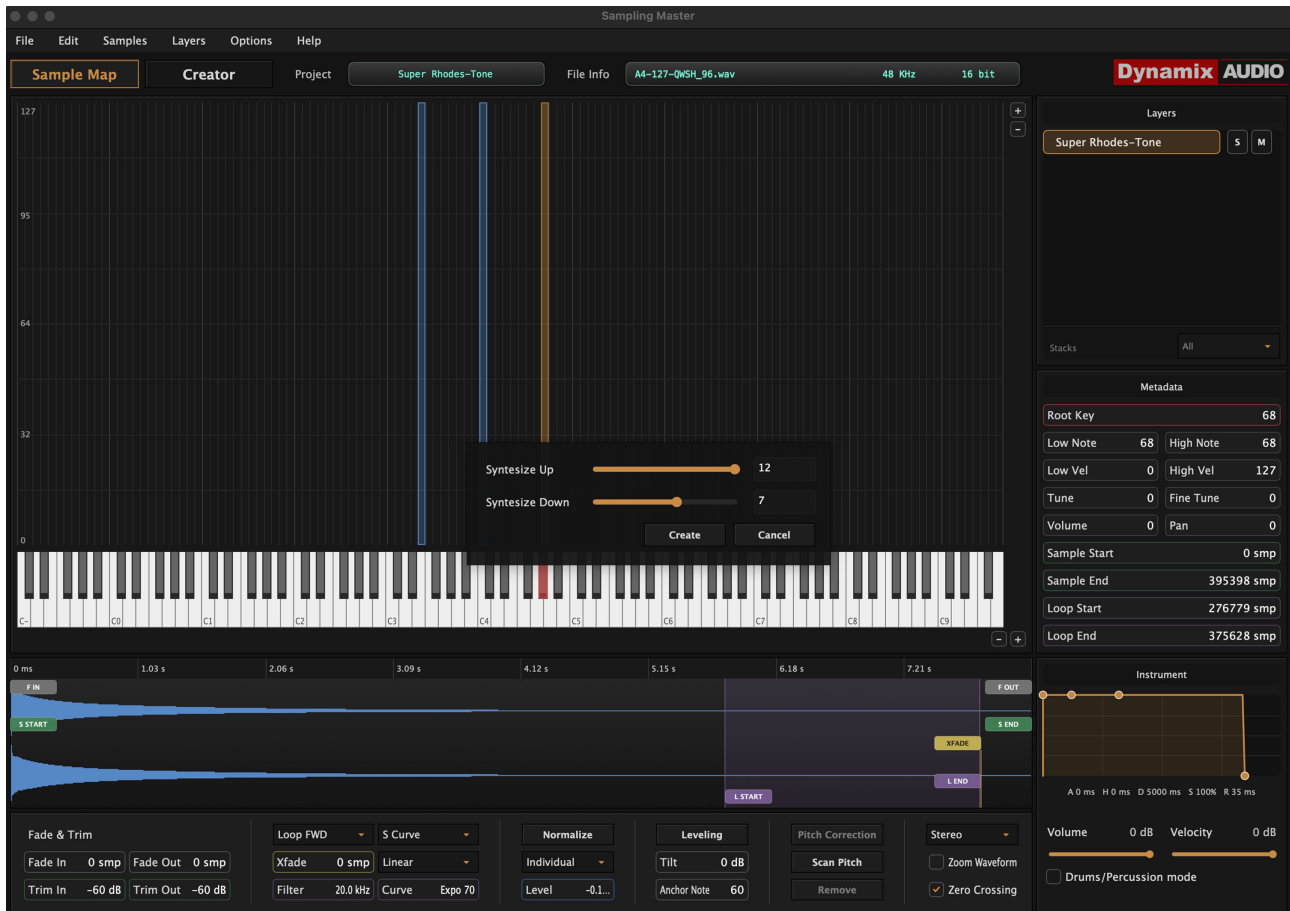 Sampling Master
File Edit Samples Layers Options Help
Sample Map Creator Project Super Rhodes-Tone File Info A4-127-QWSH_96.wav 48 KHz 16 bit Dynamix AUDIO
127
95
64
32
0
+
-
Syntesize Up 12
Syntesize Down 7
Create Cancel
C- C0 C1 C2 C3 C4 C5 C6 C7 C8 C9
- +
Layers
Super Rhodes-Tone S M
Stacks All
Metadata
Root Key 68
Low Note 68 High Note 68
Low Vel 0 High Vel 127
Tune 0 Fine Tune 0
Volume 0 Pan 0
Sample Start 0 smp
Sample End 395398 smp
Loop Start 276779 smp
Loop End 375628 smp
0 ms 1.03 s 2.06 s 3.09 s 4.12 s 5.15 s 6.18 s 7.21 s
F IN F OUT
S START S END
XFADE
L END
L START
Instrument
A 0 ms H 0 ms D 5000 ms S 100% R 35 ms
Volume 0 dB Velocity 0 dB
Drums/Percussion mode
Fade & Trim Loop FWD S Curve Normalize Leveling Pitch Correction Stereo
Fade In 0 smp Fade Out 0 smp Xfade 0 smp Linear Individual Tilt 0 dB Scan Pitch Zoom Waveform
Trim In -60 dB Trim Out -60 dB Filter 20.0 kHz Curve Expo 70 Level -0.1... Anchor Note 60 Remove Zero Crossing